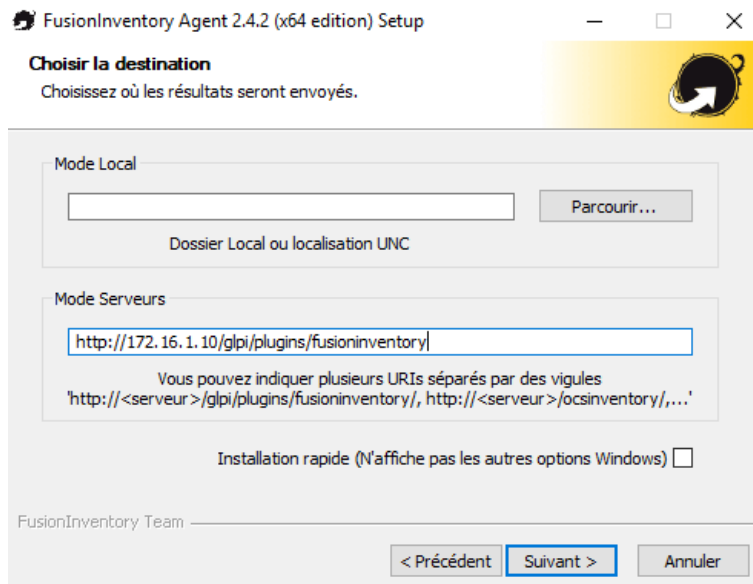 FusionInventory Agent 2.4.2 (x64 edition) Setup
Choisir la destination
Choisissez où les résultats seront envoyés.
Mode Local
Parcourir...
Dossier Local ou localisation UNC
Mode Serveurs
http://172.16.1.10/glpi/plugins/fusioninventory
Vous pouvez indiquer plusieurs URIs séparés par des vigules
'http://<serveur>/glpi/plugins/fusioninventory/, http://<serveur>/ocsinventory/,...'
Installation rapide (N'affiche pas les autres options Windows)
FusionInventory Team
< Précédent Suivant > Annuler